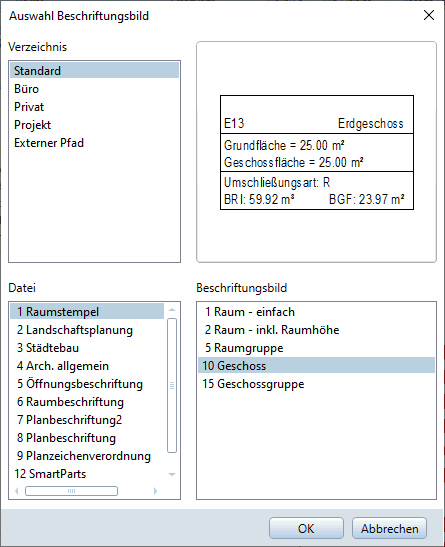 Auswahl Beschriftungsbild
Verzeichnis
Standard
Büro
Privat
Projekt
Externer Pfad
E13 Erdgeschoss
Grundfläche = 25.00 m²
Geschossfläche = 25.00 m²
Umschließungsart: R
BRI: 59.92 m³ BGF: 23.97 m²
Datei
1 Raumstempel
2 Landschaftsplanung
3 Städtebau
4 Arch. allgemein
5 Öffnungsbeschriftung
6 Raumbeschriftung
7 Planbeschriftung2
8 Planbeschriftung
9 Planzeichenverordnung
12 SmartParts
Beschriftungsbild
1 Raum - einfach
2 Raum - inkl. Raumhöhe
5 Raumgruppe
10 Geschoss
15 Geschossgruppe
OK
Abbrechen